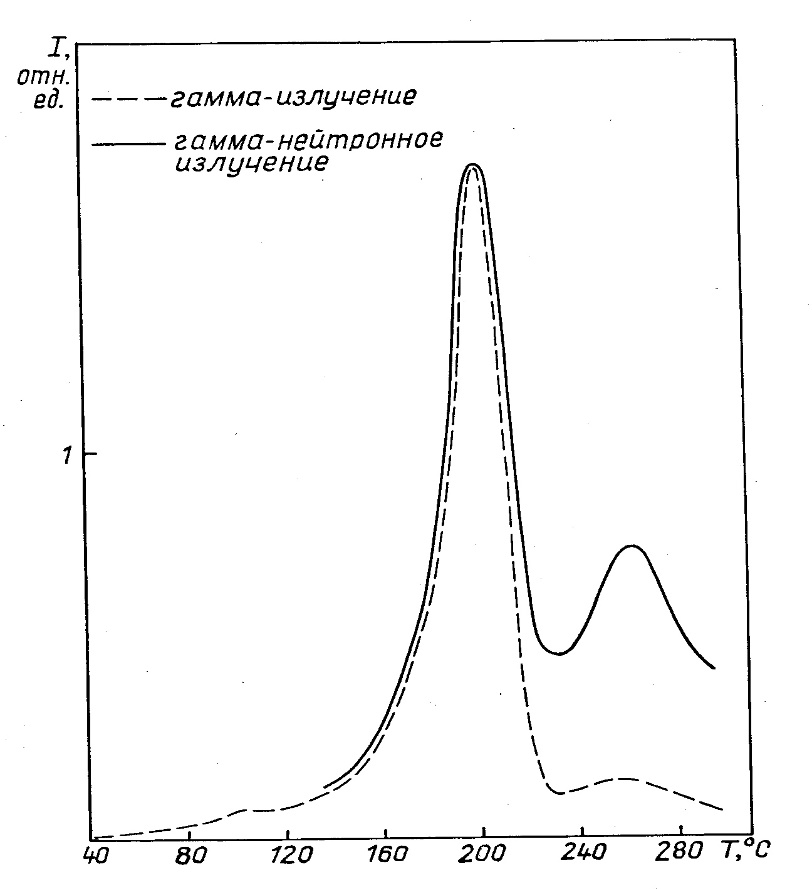 I,
отн.
ед.
гамма-излучение
гамма-нейтронное
излучение
1
40 80 120 160 200 240 280 T,°C